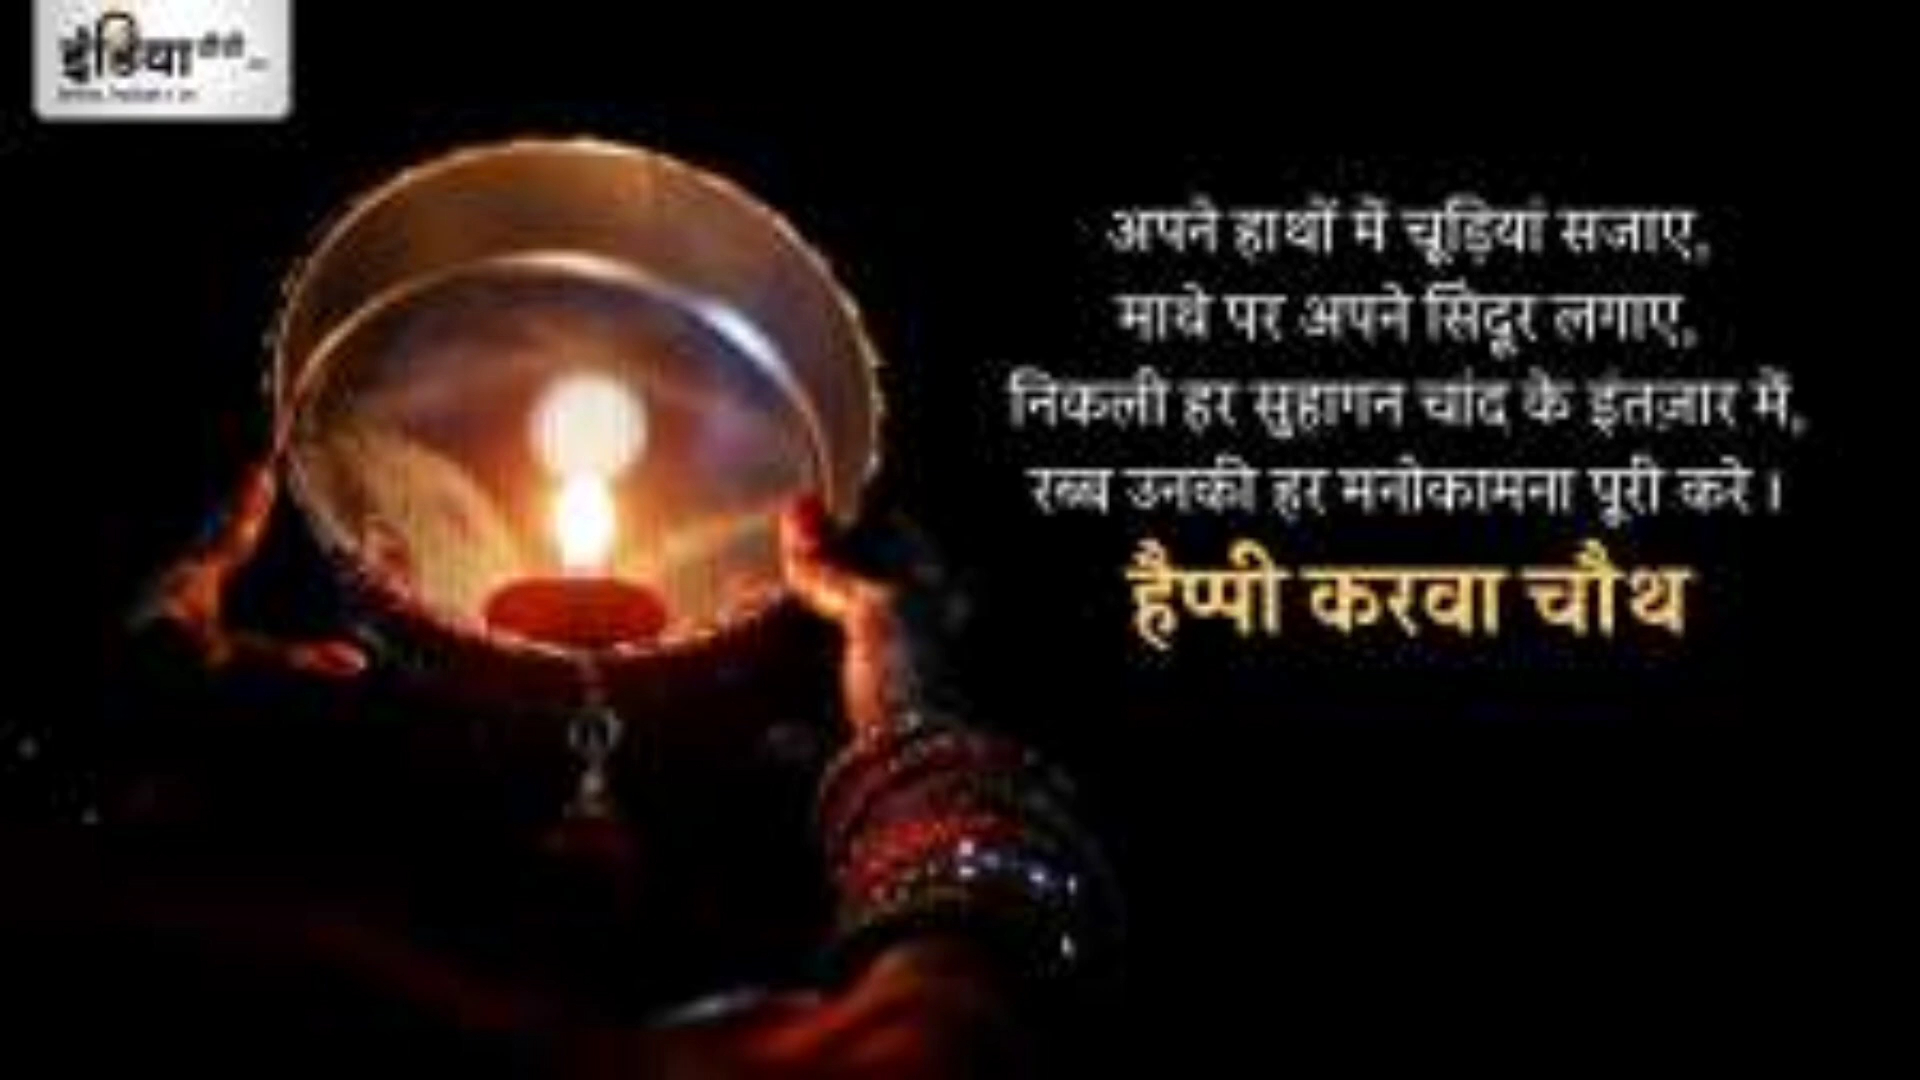 इंडिया
अपने हाथों में चूड़ियां सजाए,
माथे पर अपने सिंदूर लगाए,
निकली हर सुहागन चांद के इंतज़ार में,
रब्ब उनकी हर मनोकामना पूरी करे।
हैप्पी करवा चौथ